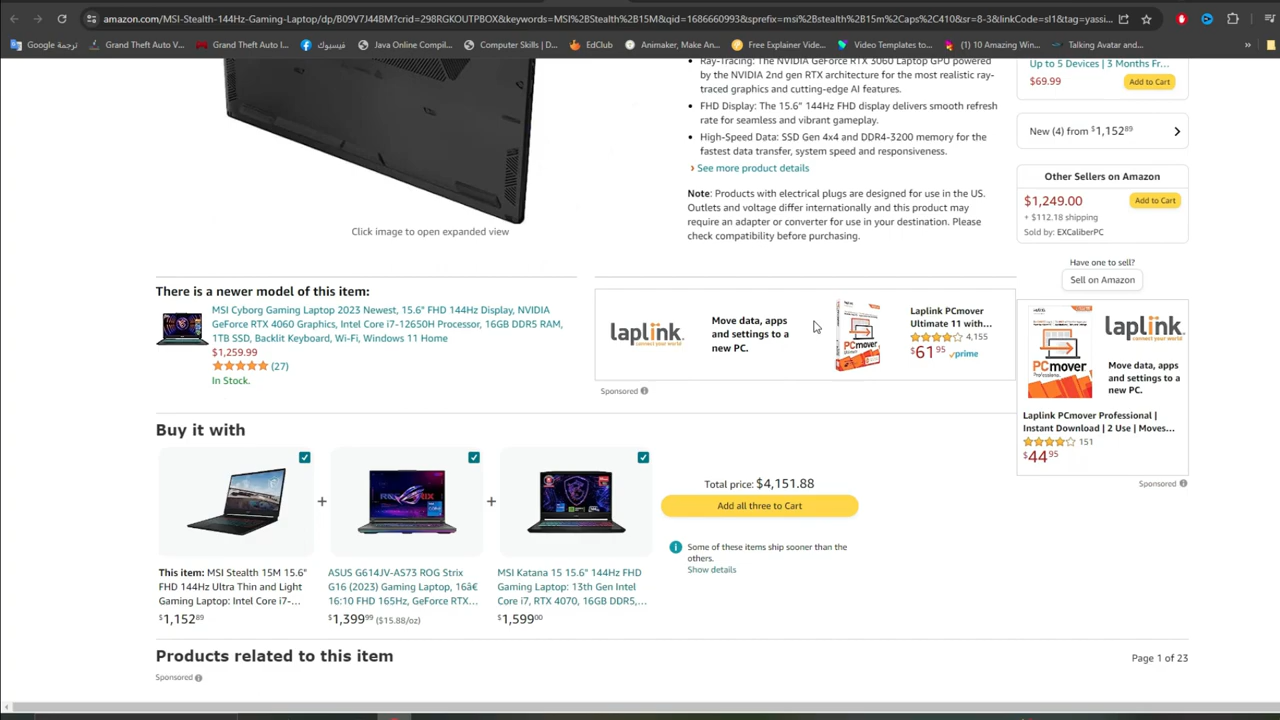 amazon.com/MSI-Stealth-144Hz-Gaming-Laptop/dp/B09V7J44BM?crid=298RGKOUTPBOX&keywords=MSI%2BStealth%2B15M&qid=1686660993&sprefix=msi%2Bstealth%2B15m%2Caps%2C410&sr=8-3&linkCode=sl1&tag=yassi...
ترجمة Google
Grand Theft Auto V...
Grand Theft Auto I...
فيسبوك
Java Online Compil...
Computer Skills | D...
EdClub
Animaker, Make An...
Free Explainer Video...
Video Templates to...
(1) 10 Amazing Win...
Talking Avatar and...
Ray-Tracing: The NVIDIA GeForce RTX 3060 Laptop GPU powered
by the NVIDIA 2nd gen RTX architecture for the most realistic ray-
traced graphics and cutting-edge AI features.
FHD Display: The 15.6" 144Hz FHD display delivers smooth refresh
rate for seamless and vibrant gameplay.
High-Speed Data: SSD Gen 4x4 and DDR4-3200 memory for the
fastest data transfer, system speed and responsiveness.
› See more product details
Note: Products with electrical plugs are designed for use in the US.
Outlets and voltage differ internationally and this product may
require an adapter or converter for use in your destination. Please
check compatibility before purchasing.
Click image to open expanded view
Up to 5 Devices | 3 Months Fr...
$69.99
Add to Cart
New (4) from $1,152 89
Other Sellers on Amazon
$1,249.00
Add to Cart
+ $112.18 shipping
Sold by: EXCaliberPC
Have one to sell?
Sell on Amazon
There is a newer model of this item:
MSI Cyborg Gaming Laptop 2023 Newest, 15.6" FHD 144Hz Display, NVIDIA
GeForce RTX 4060 Graphics, Intel Core i7-12650H Processor, 16GB DDR5 RAM,
1TB SSD, Backlit Keyboard, Wi-Fi, Windows 11 Home
$1,259.99
(27)
In Stock.
laplink
connect your world
Move data, apps
and settings to a
new PC.
PCmover
Laplink PCmover
Ultimate 11 with...
4,155
$61 95 prime
Sponsored
laplink
connect your world
PCmover
Move data, apps
and settings to a
new PC.
Laplink PCmover Professional |
Instant Download | 2 Use | Moves...
151
$44 95
Sponsored
Buy it with
+
+
Total price: $4,151.88
Add all three to Cart
Some of these items ship sooner than the
others.
Show details
This item: MSI Stealth 15M 15.6"
FHD 144Hz Ultra Thin and Light
Gaming Laptop: Intel Core i7-...
$1,152 89
ASUS G614JV-AS73 ROG Strix
G16 (2023) Gaming Laptop, 16â€
16:10 FHD 165Hz, GeForce RTX...
$1,399 99 ($15.88/oz)
MSI Katana 15 15.6" 144Hz FHD
Gaming Laptop: 13th Gen Intel
Core i7, RTX 4070, 16GB DDR5,...
$1,599 00
Products related to this item
Page 1 of 23
Sponsored